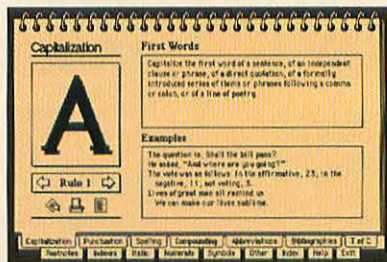 Capitalization
A
Rule 1
First Words
Capitalize the first word of a sentence, of an independent
clause or phrase, of a direct quotation, of a formally
introduced series of items or phrases following a comma
or colon, or of a line of poetry.
Examples
The question is, Shall the bill pass?
He asked, "And where are you going?"
The vote was as follows: In the affirmative, 23; in the
negative, 11; not voting, 3.
Lives of great men all remind us
We can make our lives sublime.
Capitalization Punctuation Spelling Compounding Abbreviations Bibliographies T of C
Footnotes Indexes Italic Numerals Symbols Other Index Help Exit